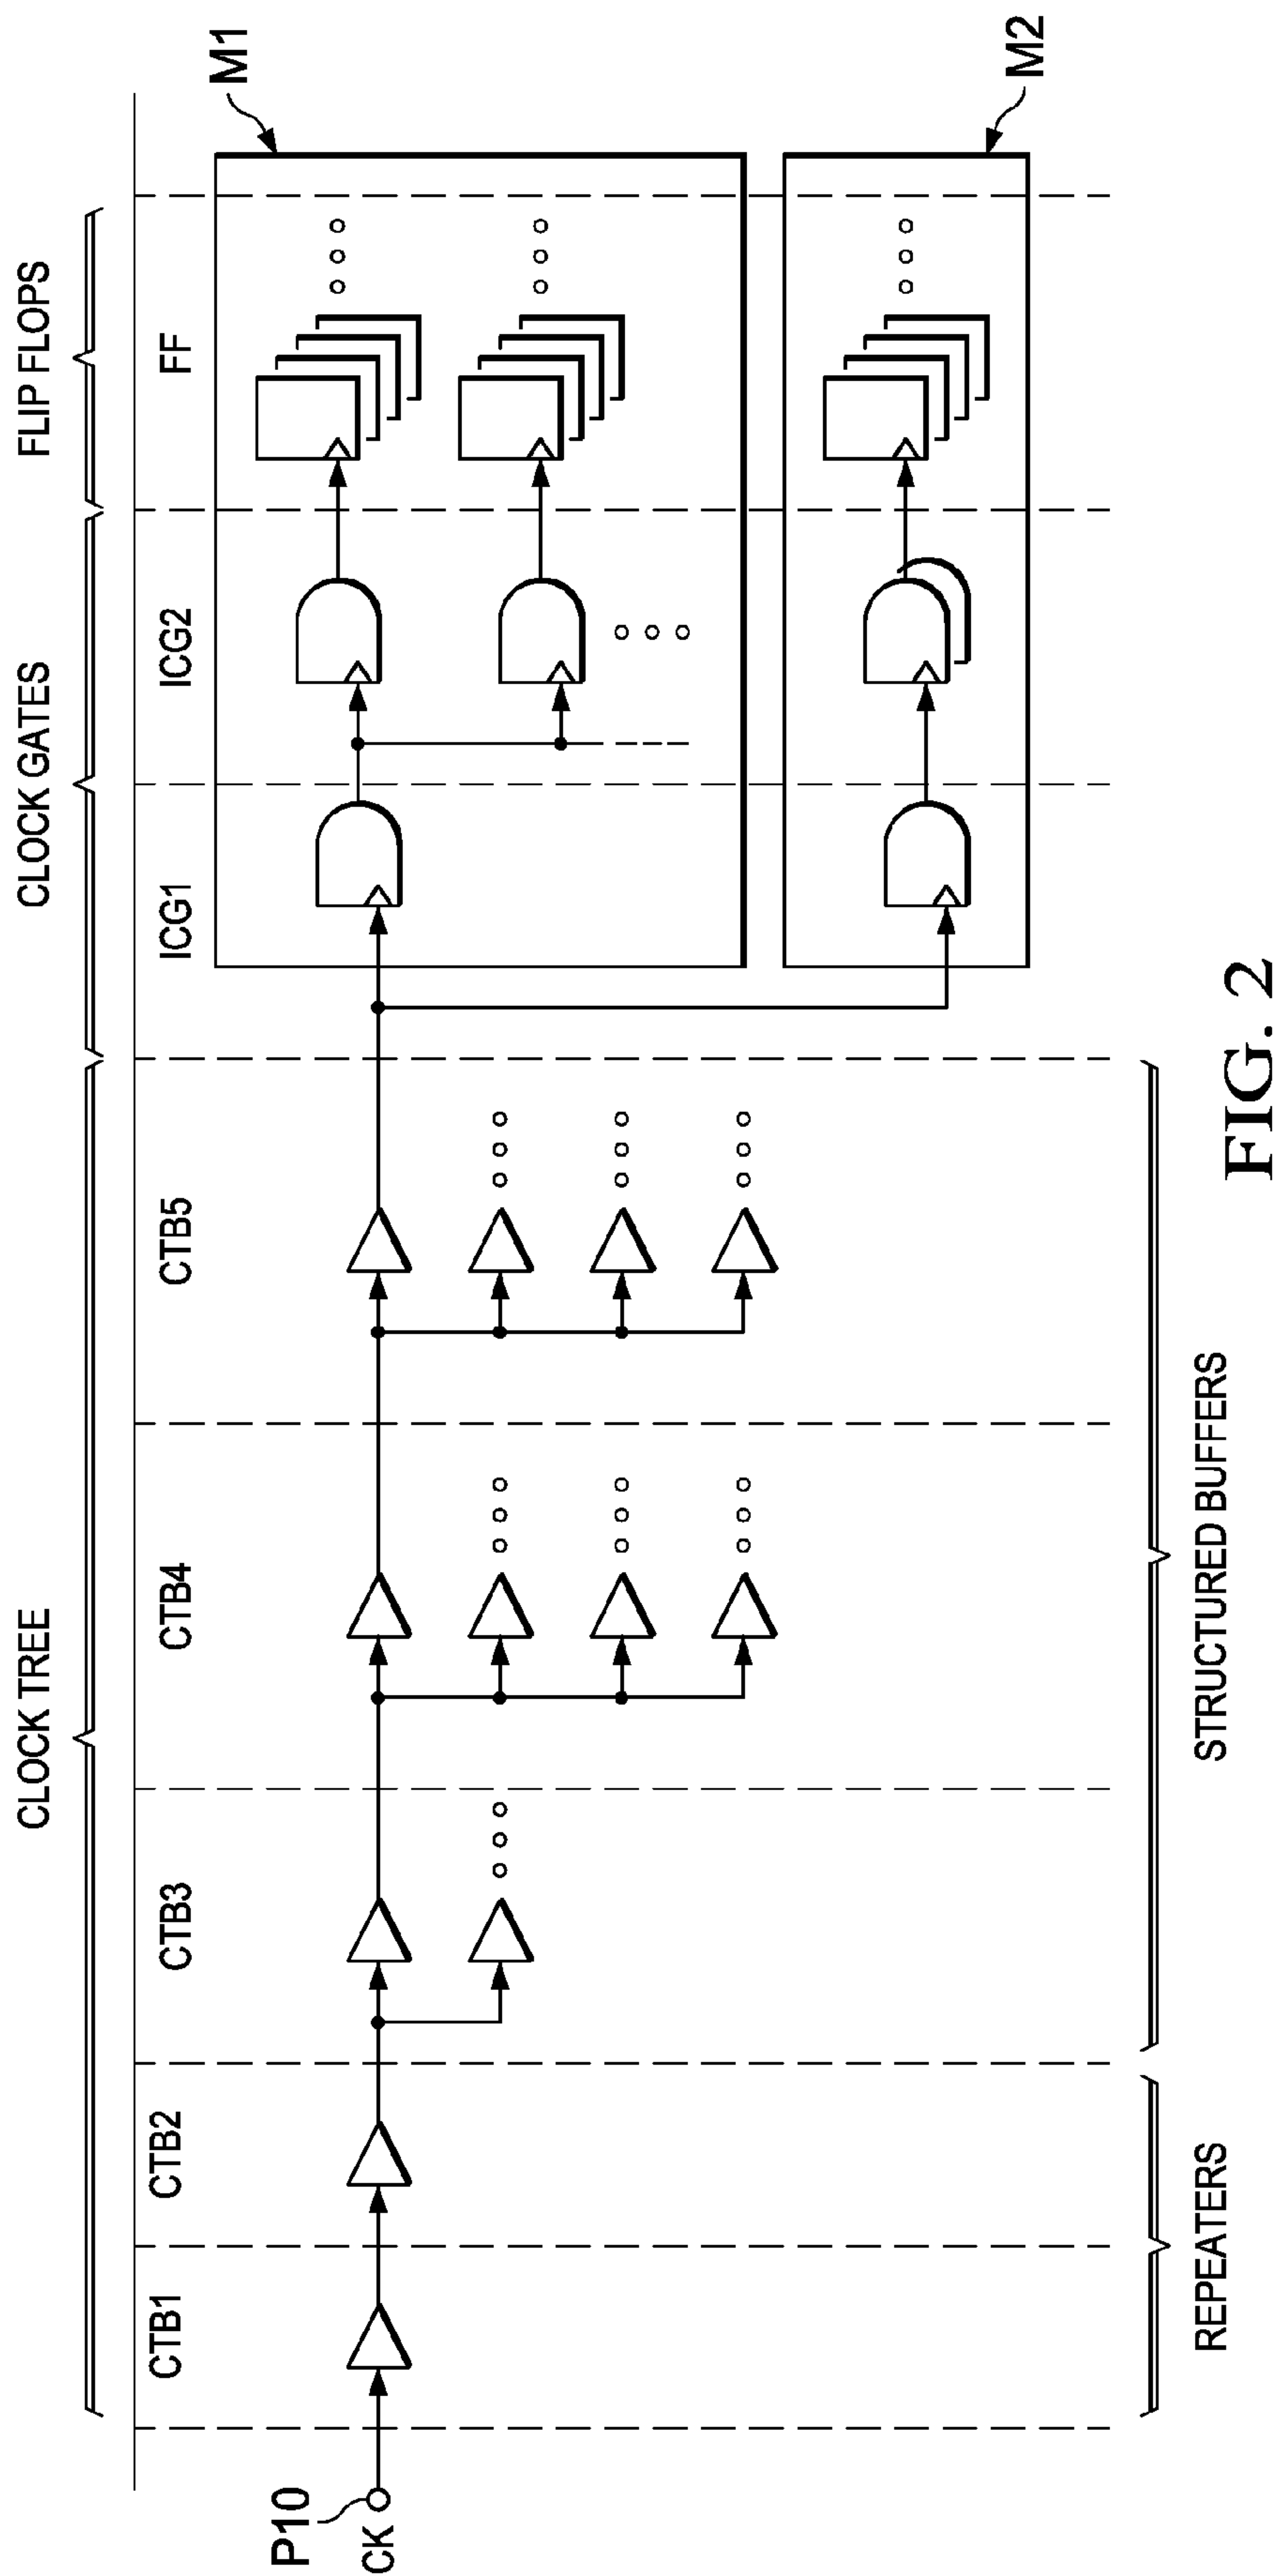 CLOCK TREE
CLOCK GATES
FLIP FLOPS
CTB1
CTB2
CTB3
CTB4
CTB5
ICG1
ICG2
FF
M1
P10
CK
M2
REPEATERS
STRUCTURED BUFFERS
FIG. 2